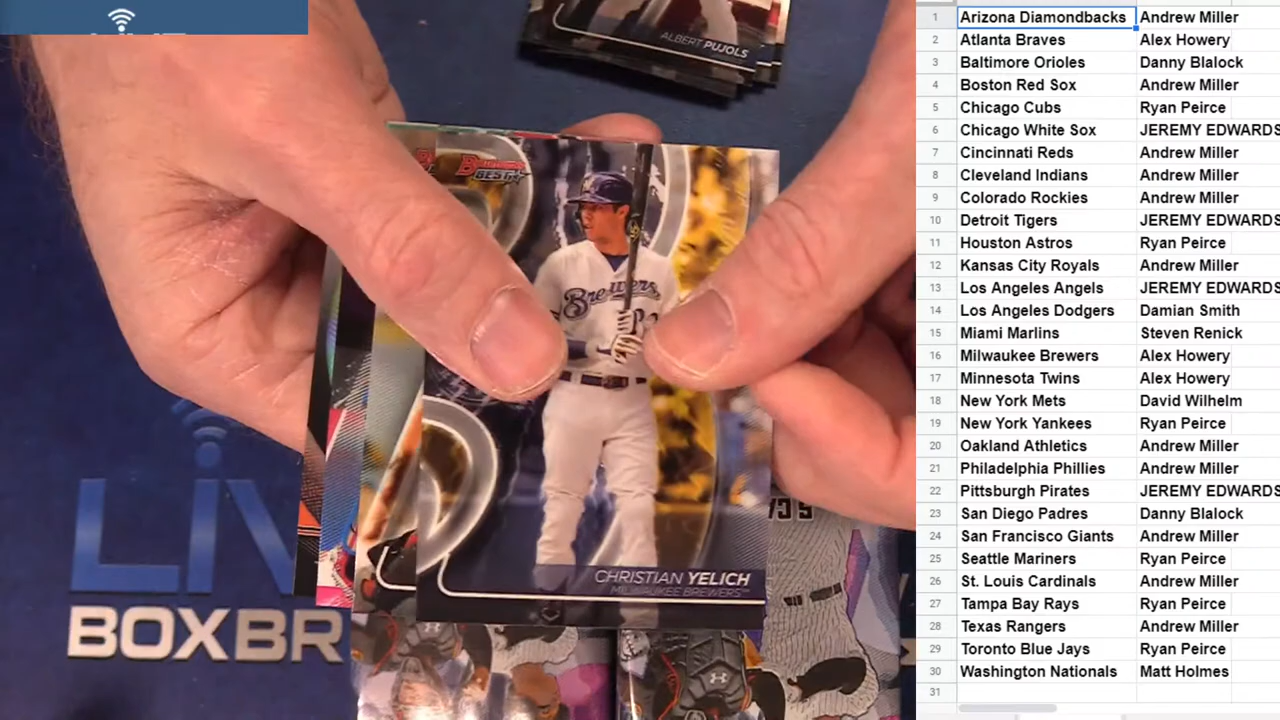 ALBERT PUJOLS
BOWMAN'S
BEST
Brewers
CHRISTIAN YELICH
MILWAUKEE BREWERS™
LIV
BOXBR
1 Arizona Diamondbacks Andrew Miller
2 Atlanta Braves Alex Howery
3 Baltimore Orioles Danny Blalock
4 Boston Red Sox Andrew Miller
5 Chicago Cubs Ryan Peirce
6 Chicago White Sox JEREMY EDWARDS
7 Cincinnati Reds Andrew Miller
8 Cleveland Indians Andrew Miller
9 Colorado Rockies Andrew Miller
10 Detroit Tigers JEREMY EDWARDS
11 Houston Astros Ryan Peirce
12 Kansas City Royals Andrew Miller
13 Los Angeles Angels JEREMY EDWARDS
14 Los Angeles Dodgers Damian Smith
15 Miami Marlins Steven Renick
16 Milwaukee Brewers Alex Howery
17 Minnesota Twins Alex Howery
18 New York Mets David Wilhelm
19 New York Yankees Ryan Peirce
20 Oakland Athletics Andrew Miller
21 Philadelphia Phillies Andrew Miller
22 Pittsburgh Pirates JEREMY EDWARDS
23 San Diego Padres Danny Blalock
24 San Francisco Giants Andrew Miller
25 Seattle Mariners Ryan Peirce
26 St. Louis Cardinals Andrew Miller
27 Tampa Bay Rays Ryan Peirce
28 Texas Rangers Andrew Miller
29 Toronto Blue Jays Ryan Peirce
30 Washington Nationals Matt Holmes
31